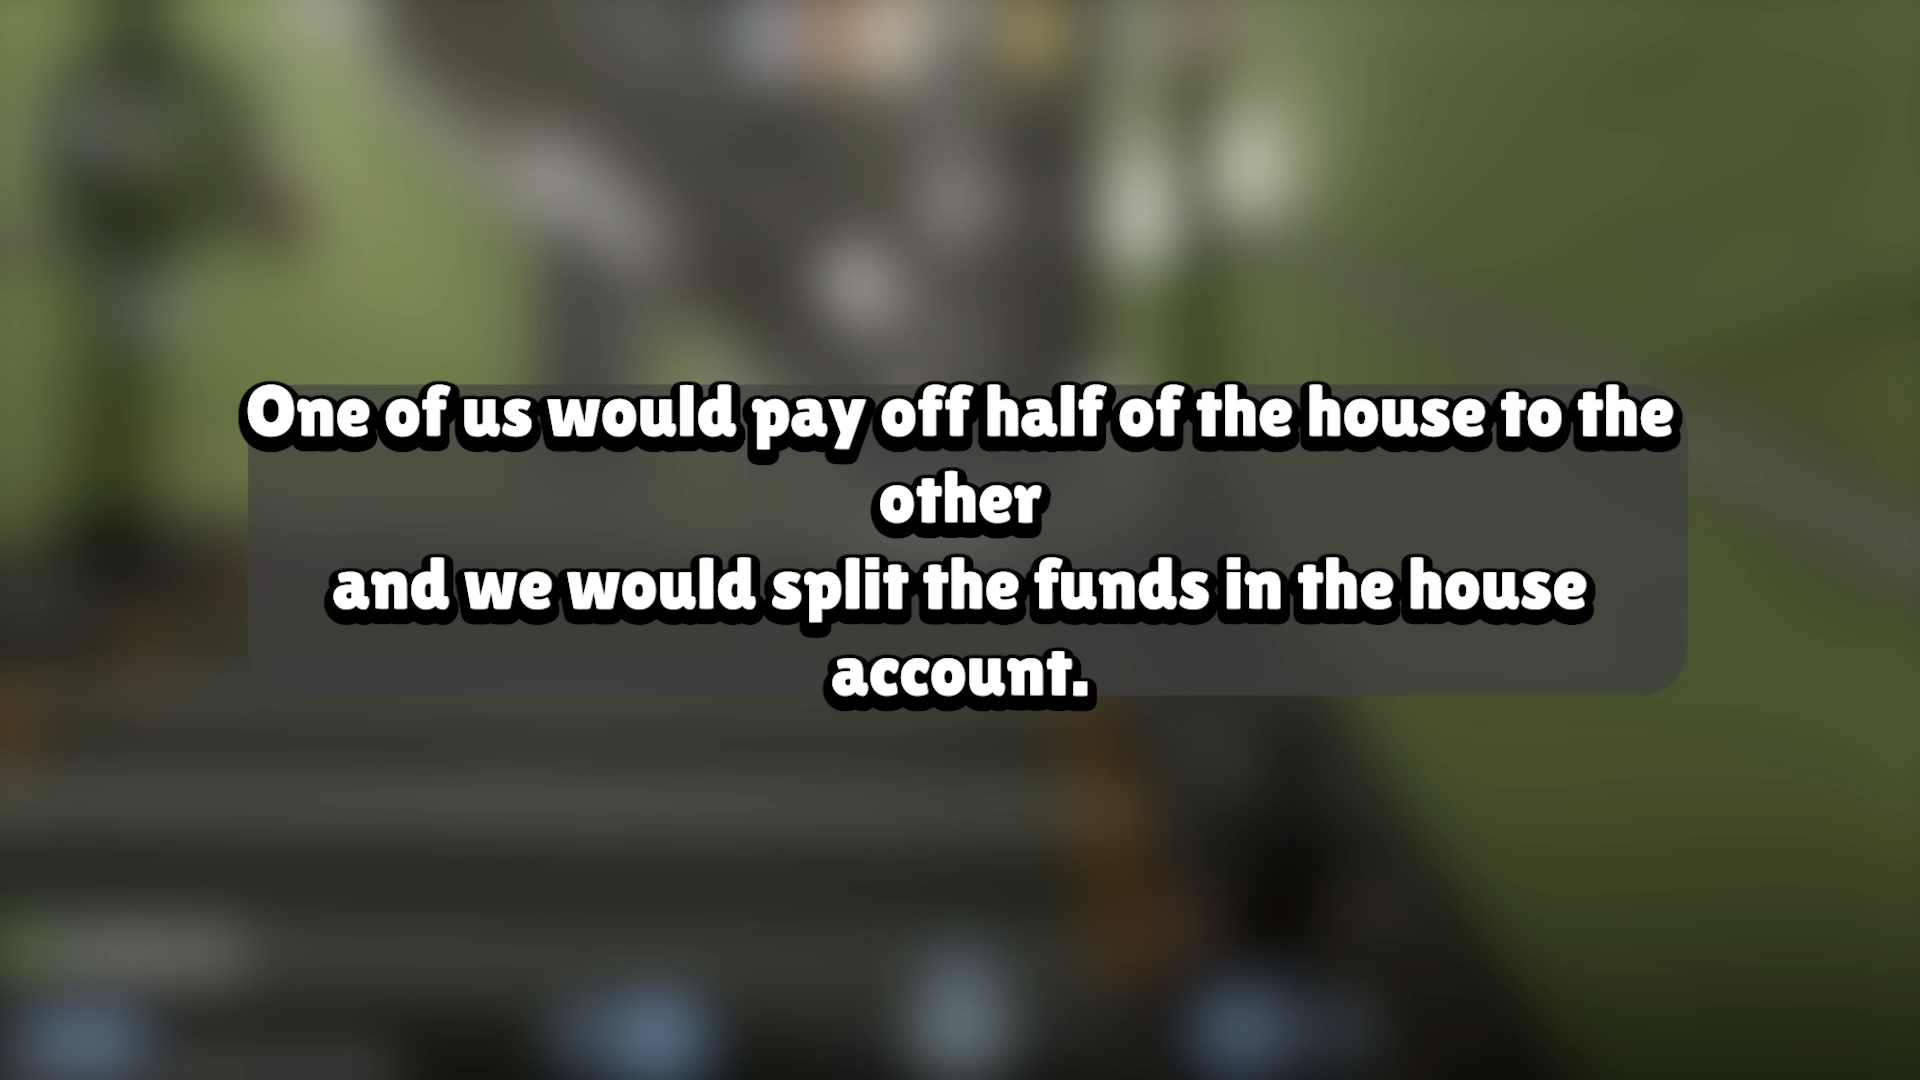 One of us would pay off half of the house to the
other
and we would split the funds in the house
account.